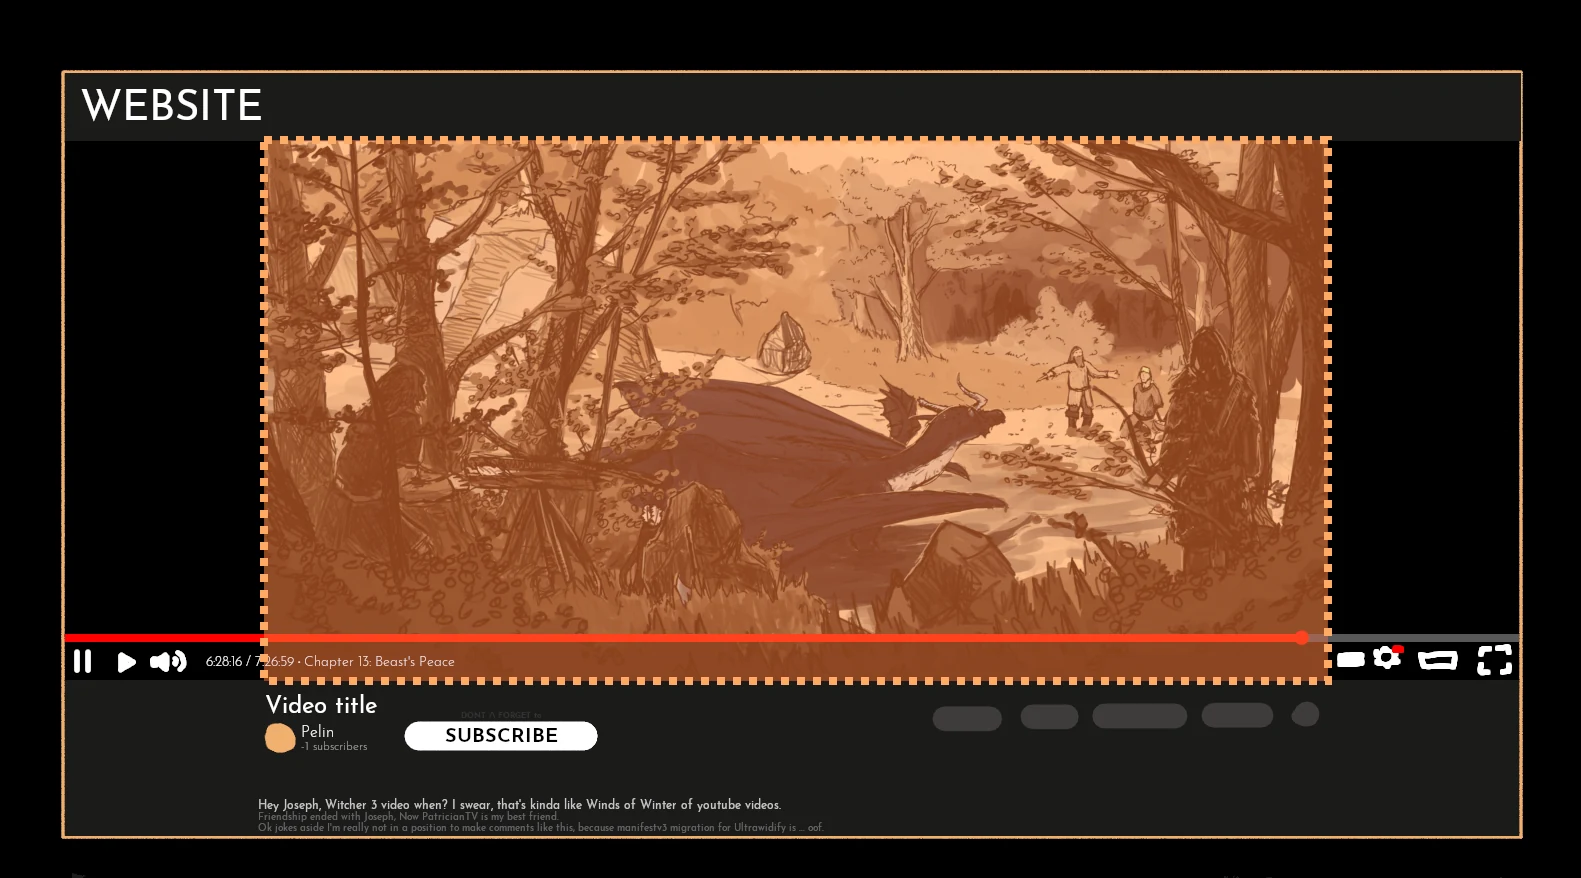 WEBSITE
6:28:16 / 7:26:59 • Chapter 13: Beast's Peace
Video title
Pelin
-1 subscribers
SUBSCRIBE
Hey Joseph, Witcher 3 video when? I swear, that's kinda like Winds of Winter of youtube videos.
Friendship ended with Joseph, Now PatricianTV is my best friend.
Ok jokes aside I'm really not in a position to make comments like this, because manifestv3 migration for Ultrawidify is ... oof.